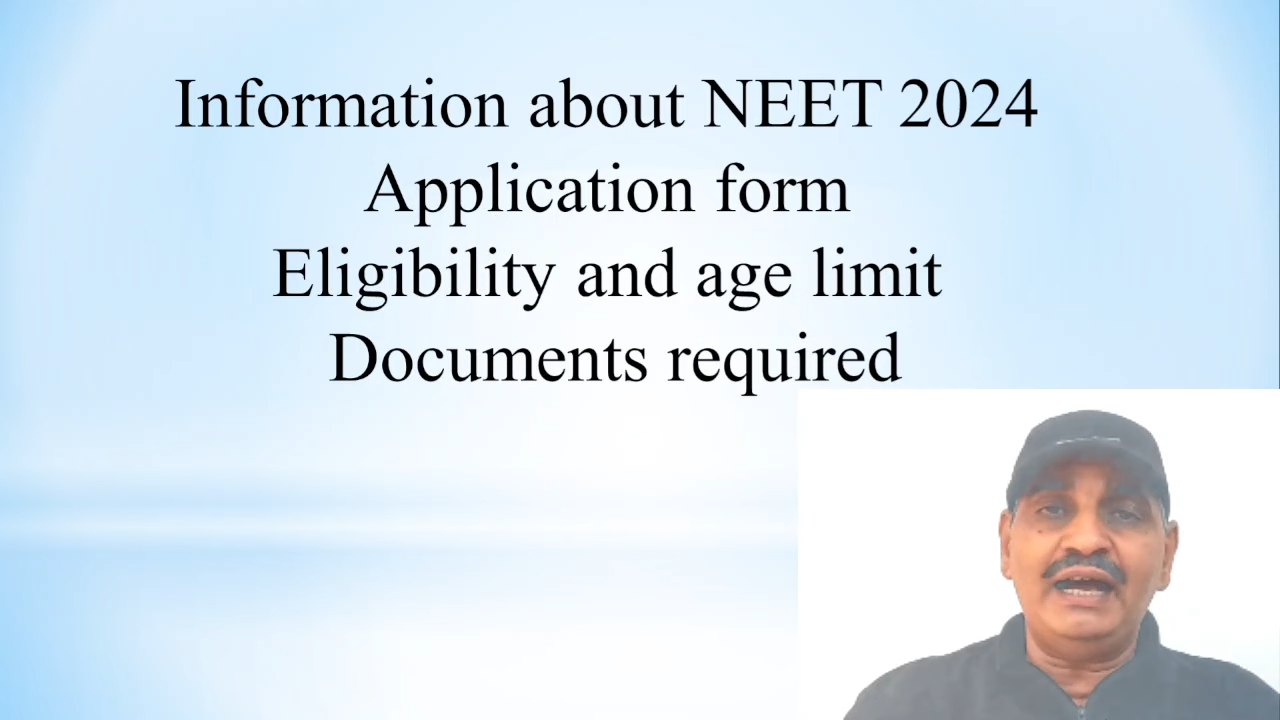 Information about NEET 2024
Application form
Eligibility and age limit
Documents required